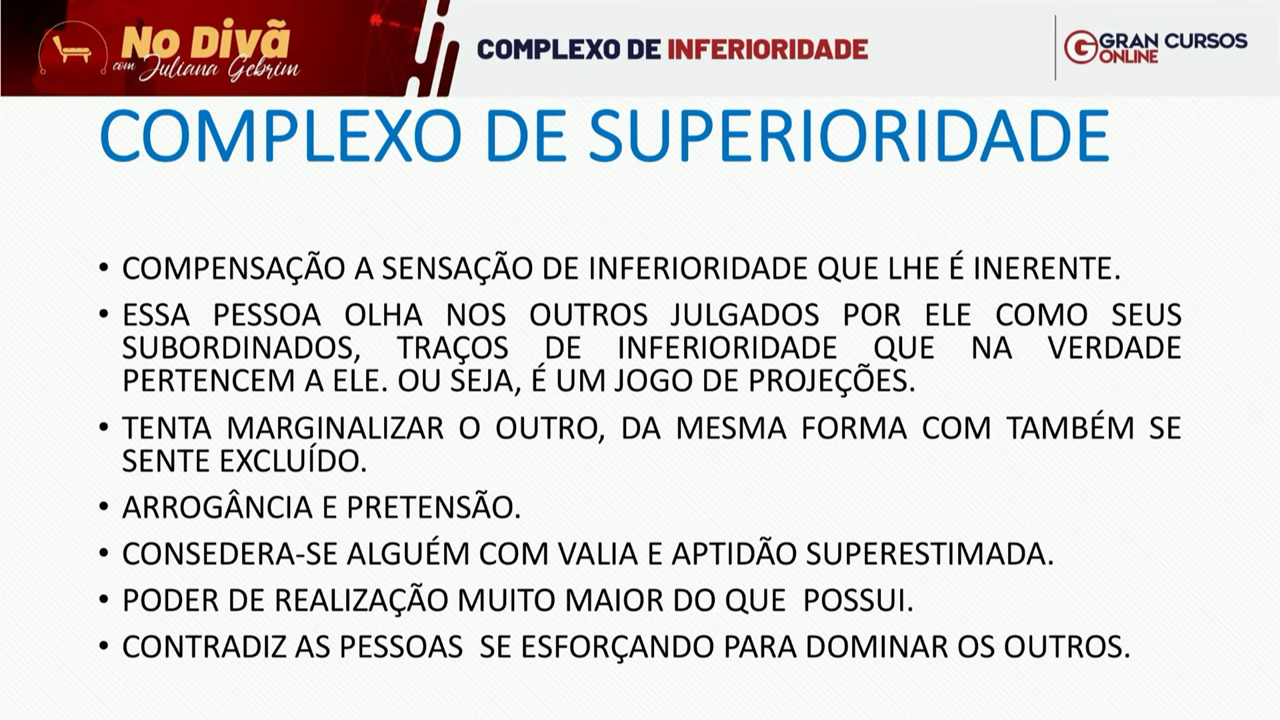 No Divã
com Juliana Gebrim
COMPLEXO DE INFERIORIDADE
GRAN CURSOS
ONLINE
COMPLEXO DE SUPERIORIDADE
• COMPENSAÇÃO A SENSAÇÃO DE INFERIORIDADE QUE LHE É INERENTE.
• ESSA PESSOA OLHA NOS OUTROS JULGADOS POR ELE COMO SEUS
SUBORDINADOS, TRAÇOS DE INFERIORIDADE QUE NA VERDADE
PERTENCEM A ELE. OU SEJA, É UM JOGO DE PROJEÇÕES.
• TENTA MARGINALIZAR O OUTRO, DA MESMA FORMA COM TAMBÉM SE
SENTE EXCLUÍDO.
• ARROGÂNCIA E PRETENSÃO.
• CONSEDERA-SE ALGUÉM COM VALIA E APTIDÃO SUPERESTIMADA.
• PODER DE REALIZAÇÃO MUITO MAIOR DO QUE  POSSUI.
• CONTRADIZ AS PESSOAS  SE ESFORÇANDO PARA DOMINAR OS OUTROS.